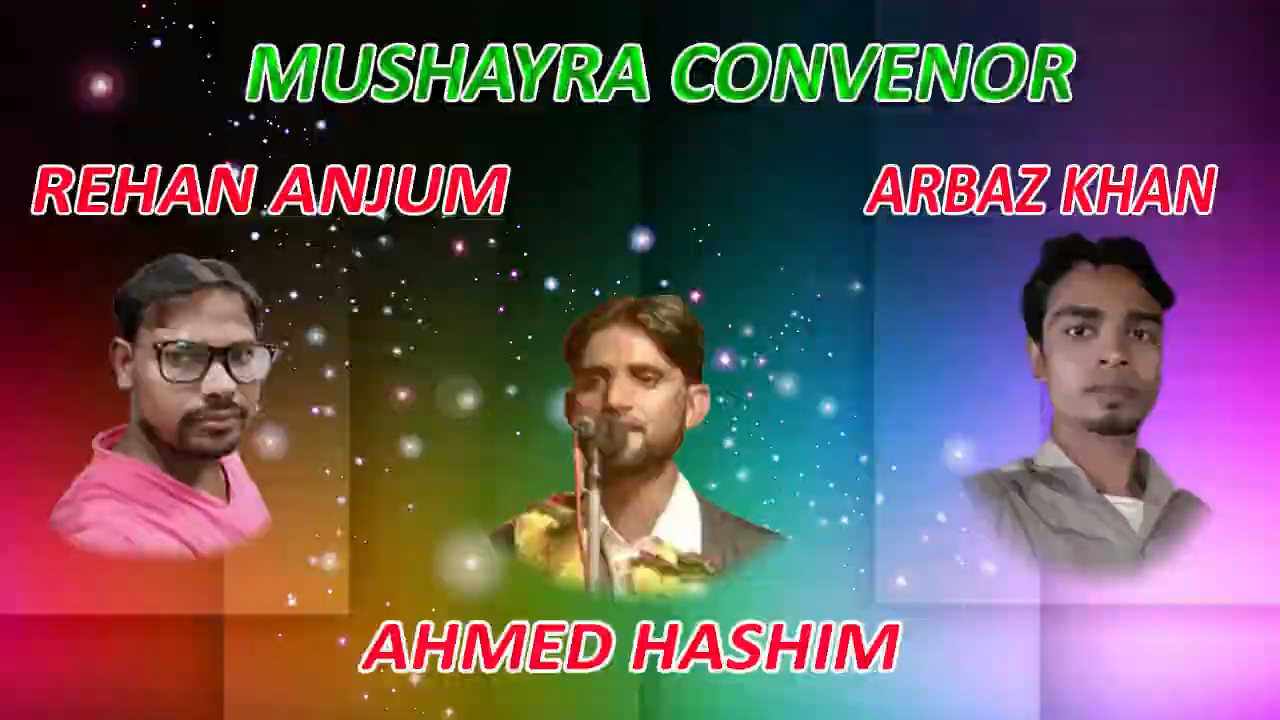 MUSHAYRA CONVENOR
REHAN ANJUM
ARBAZ KHAN
AHMED HASHIM